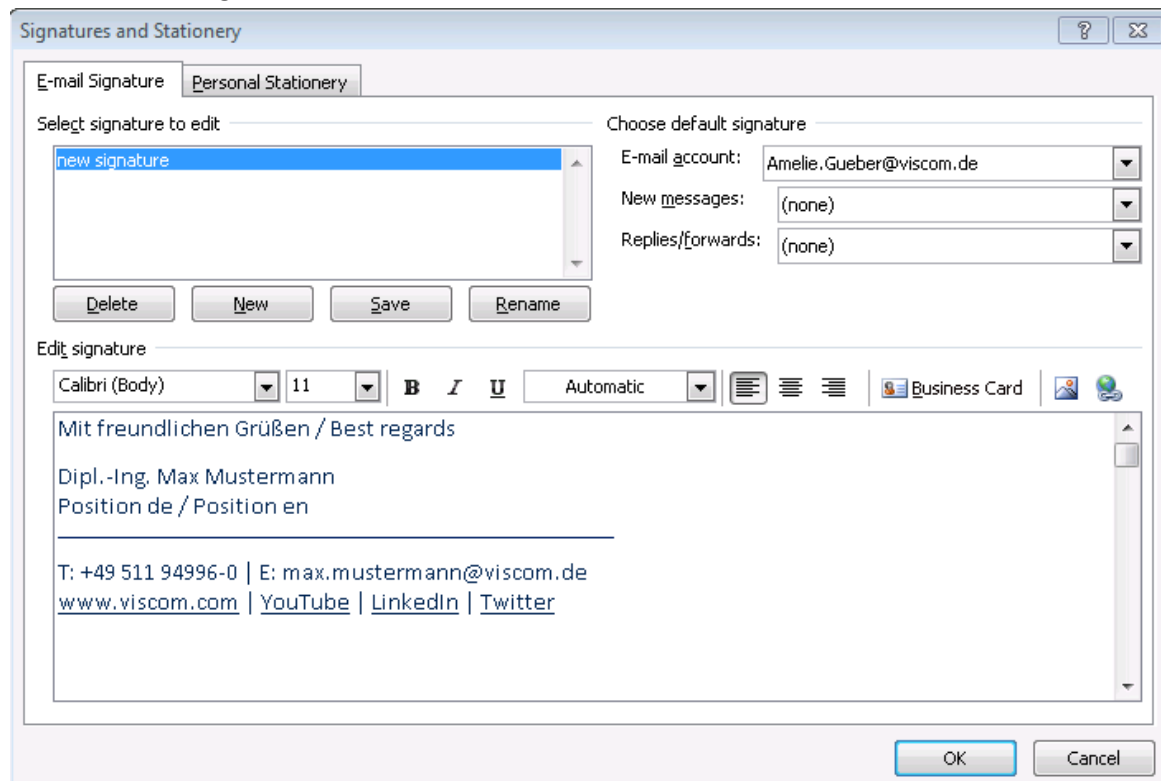 Signatures and Stationery
E-mail Signature
Personal Stationery
Select signature to edit
new signature
Delete
New
Save
Rename
Choose default signature
E-mail account: Amelie.Gueber@viscom.de
New messages: (none)
Replies/forwards: (none)
Edit signature
Calibri (Body) 11 B I U Automatic Business Card
Mit freundlichen Grüßen / Best regards
Dipl.-Ing. Max Mustermann
Position de / Position en
T: +49 511 94996-0 | E: max.mustermann@viscom.de
www.viscom.com | YouTube | LinkedIn | Twitter
OK
Cancel